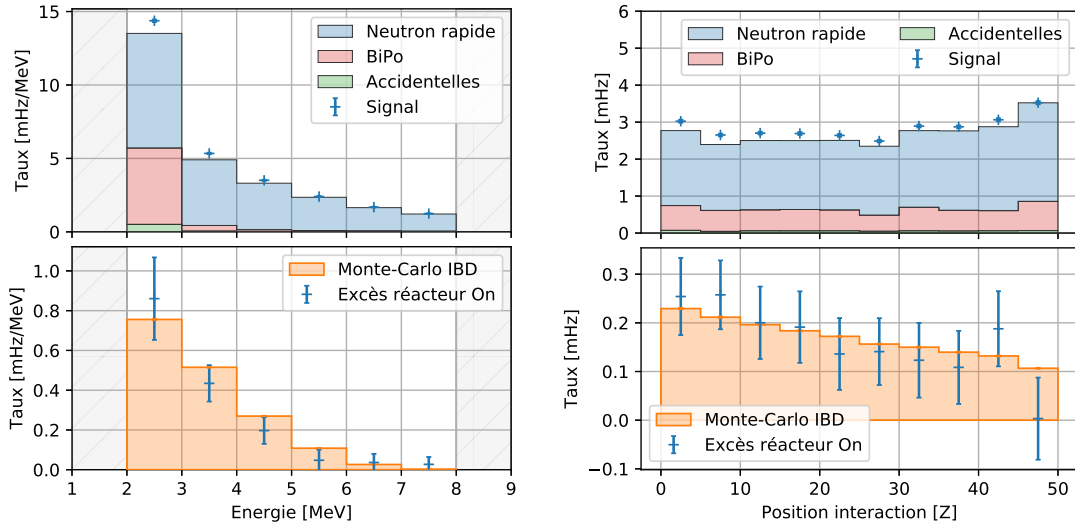 15
10
5
0
Taux [mHz/MeV]
Neutron rapide
BiPo
Accidentelles
Signal
6
5
4
3
2
1
0
Taux [mHz]
Neutron rapide
BiPo
Accidentelles
Signal
1.0
0.8
0.6
0.4
0.2
0.0
Taux [mHz/MeV]
Monte-Carlo IBD
Excès réacteur On
1 2 3 4 5 6 7 8 9
Energie [MeV]
0.3
0.2
0.1
0.0
−0.1
Taux [mHz]
Monte-Carlo IBD
Excès réacteur On
0 10 20 30 40 50
Position interaction [Z]